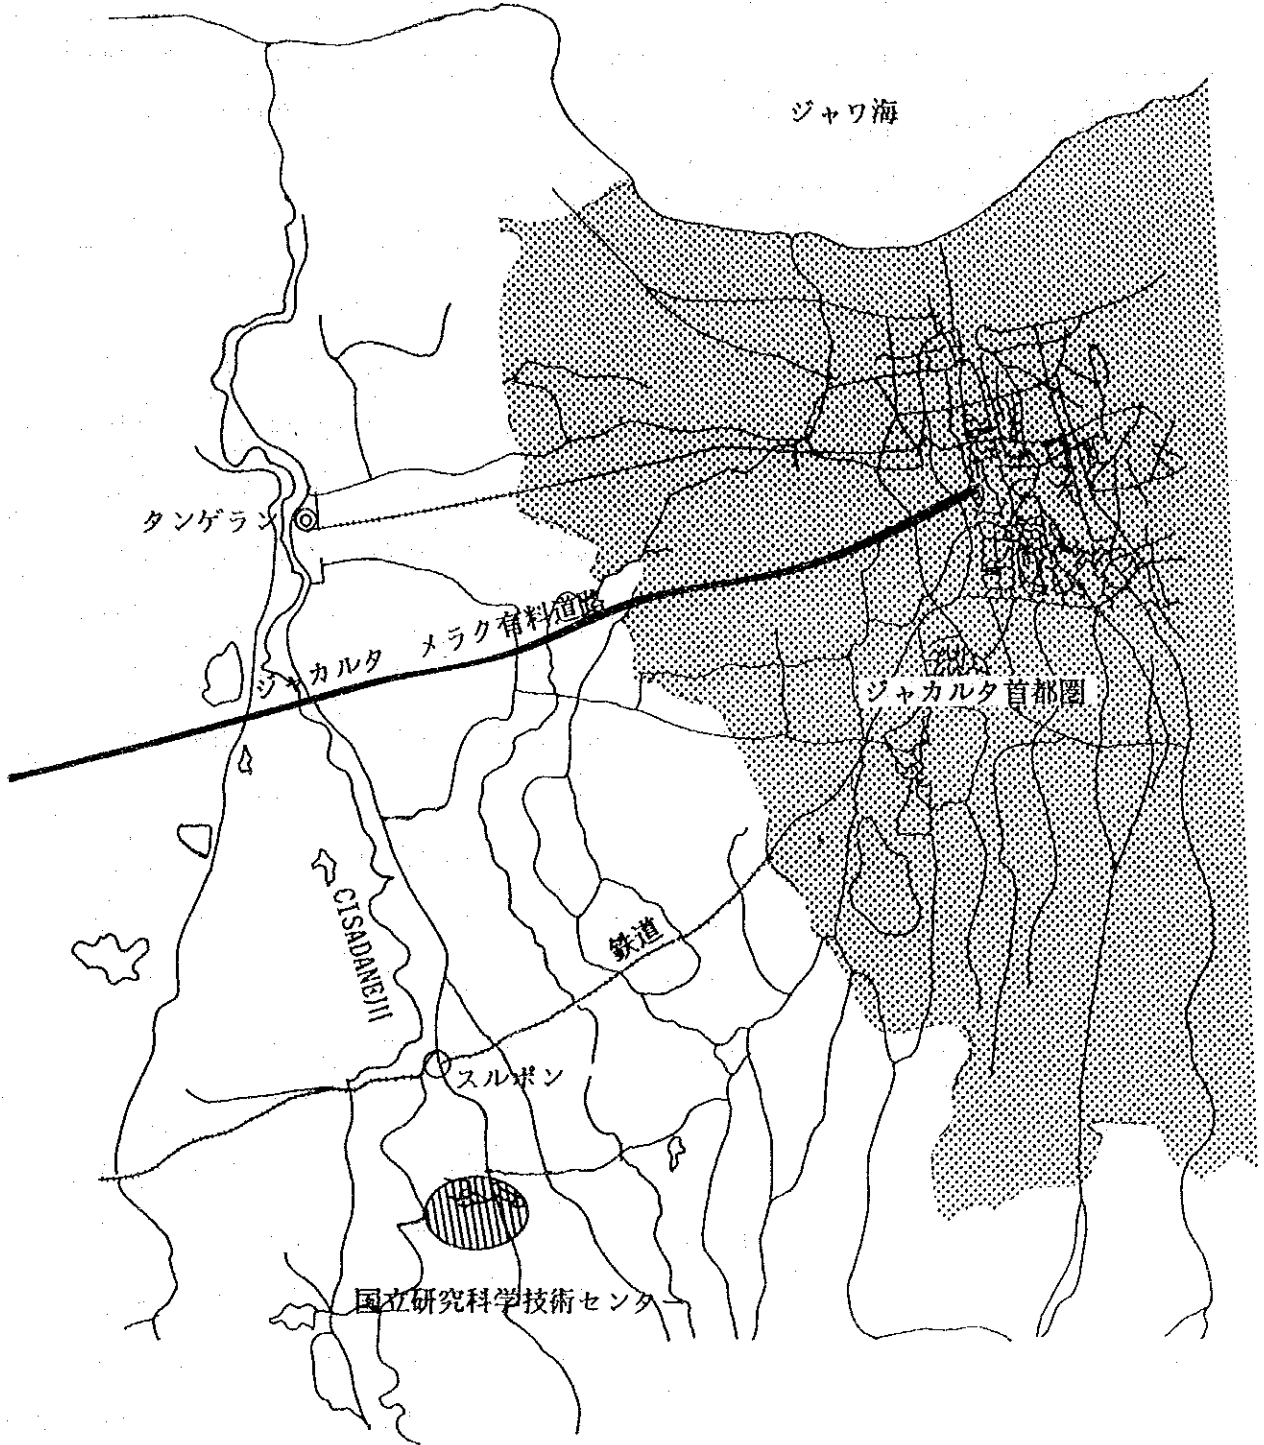 ジャワ海
タンゲラン
ジャカルタ メラク有料道路
ジャカルタ首都圏
鉄道
CISADANE川
スルポン
国立研究科学技術センター